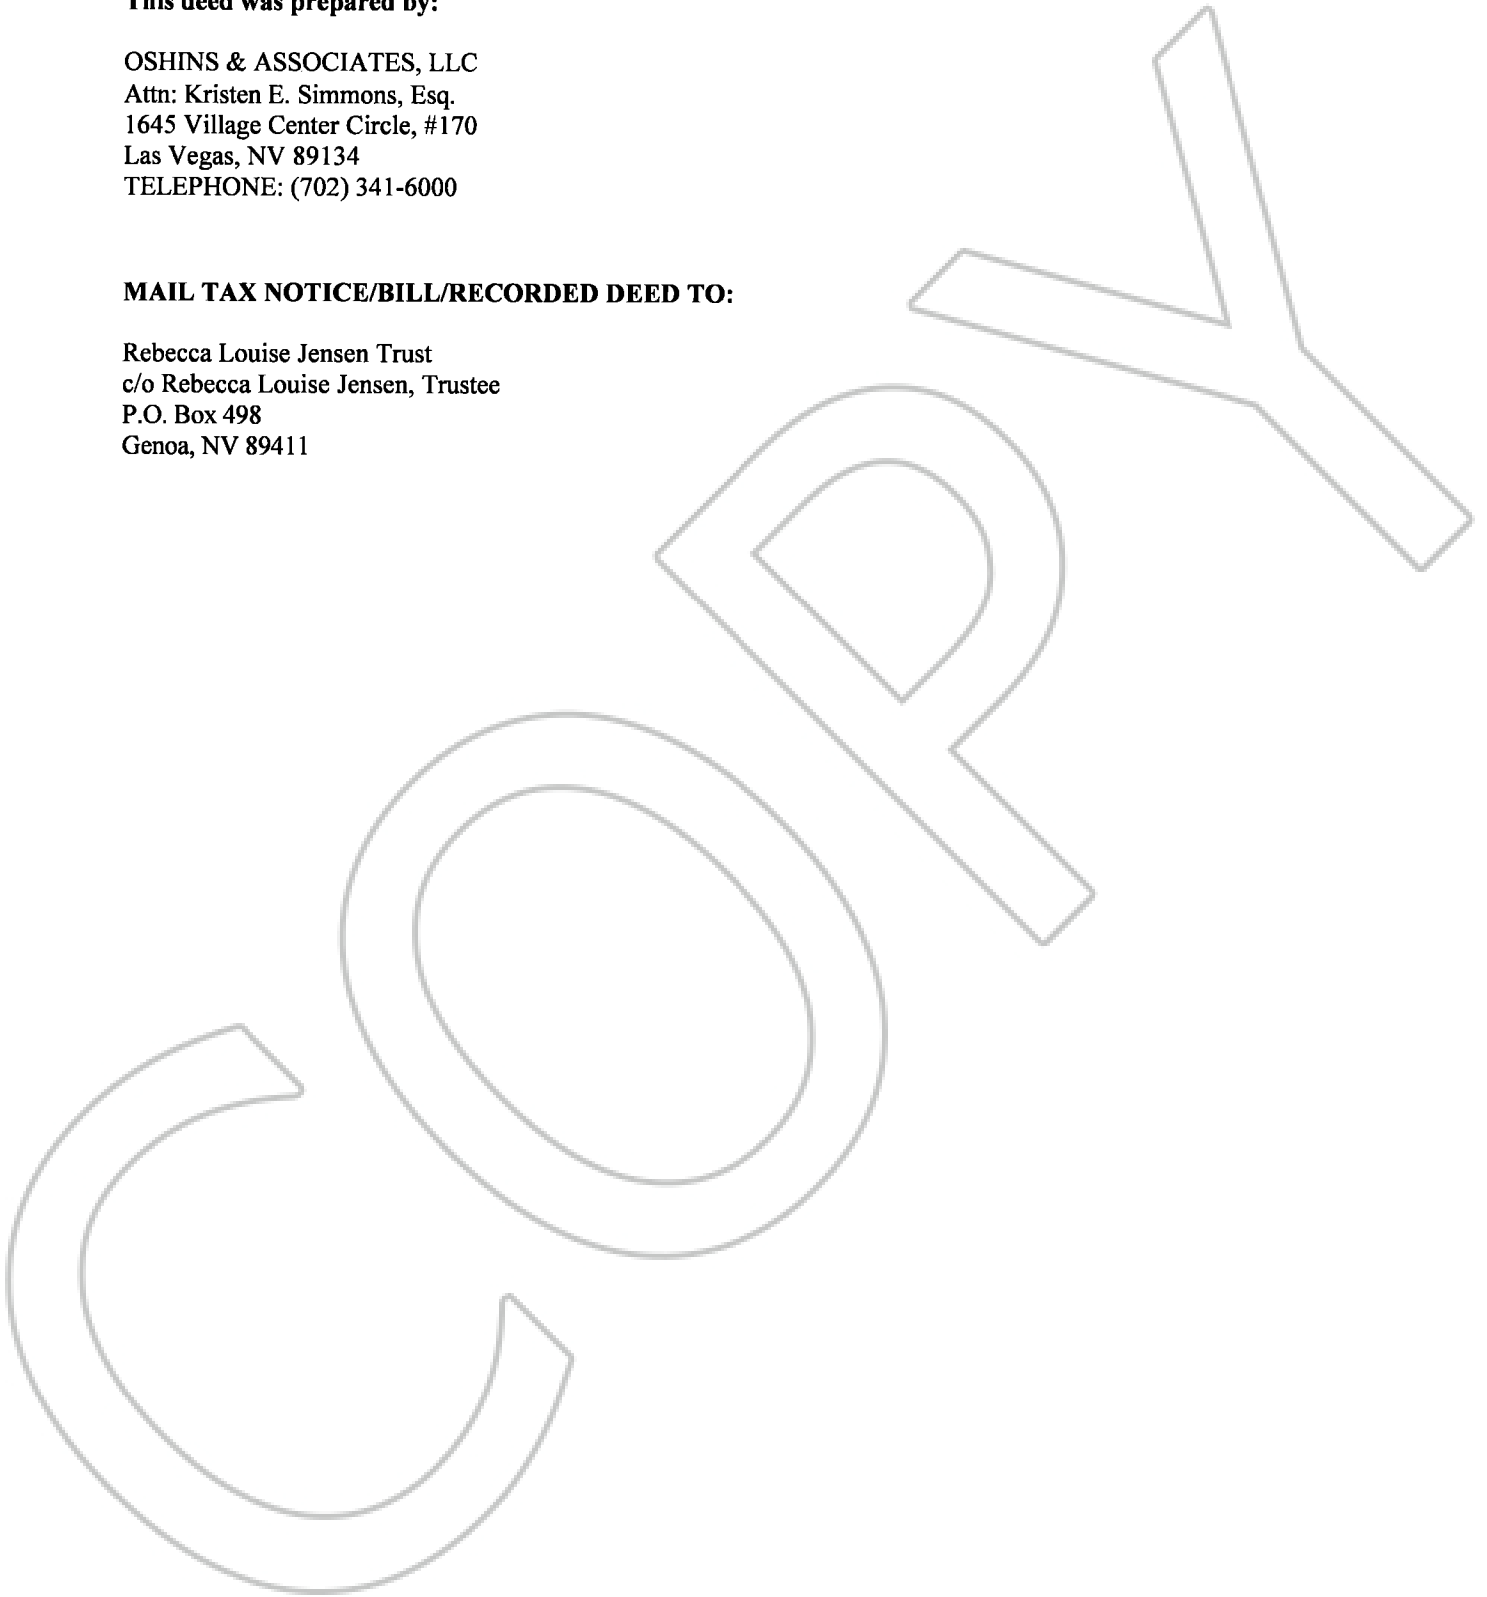 This deed was prepared by:
OSHINS & ASSOCIATES, LLC
Attn: Kristen E. Simmons, Esq.
1645 Village Center Circle, #170
Las Vegas, NV 89134
TELEPHONE: (702) 341-6000
MAIL TAX NOTICE/BILL/RECORDED DEED TO:
Rebecca Louise Jensen Trust
c/o Rebecca Louise Jensen, Trustee
P.O. Box 498
Genoa, NV 89411
COPY